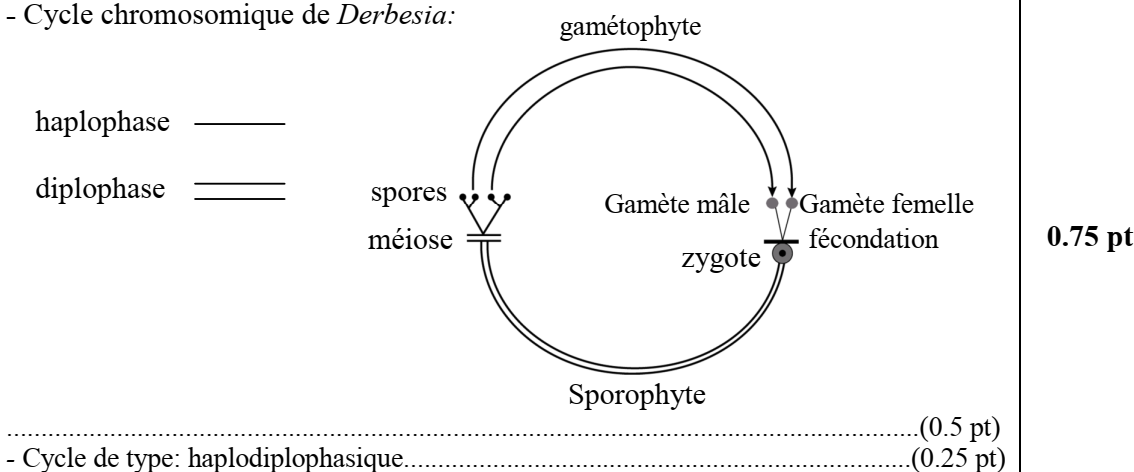 - Cycle chromosomique de Derbesia:
gamétophyte
haplophase
diplophase
spores
Gamète mâle
Gamète femelle
méiose
fécondation
zygote
0.75 pt
Sporophyte
..........(0.5 pt)
- Cycle de type: haplodiplophasique..........(0.25 pt)